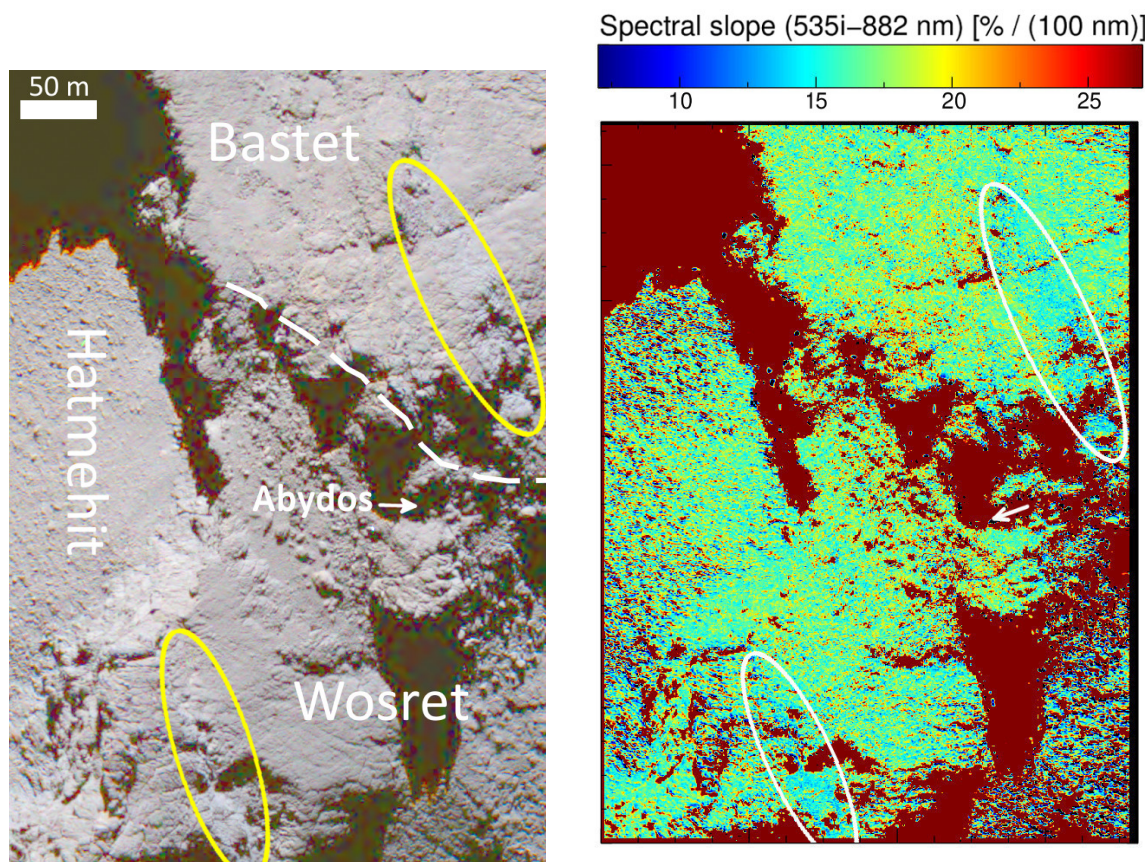 50 m
Bastet
Hatmehit
Abydos
Wosret
Spectral slope (535i−882 nm) [% / (100 nm)]
10 15 20 25